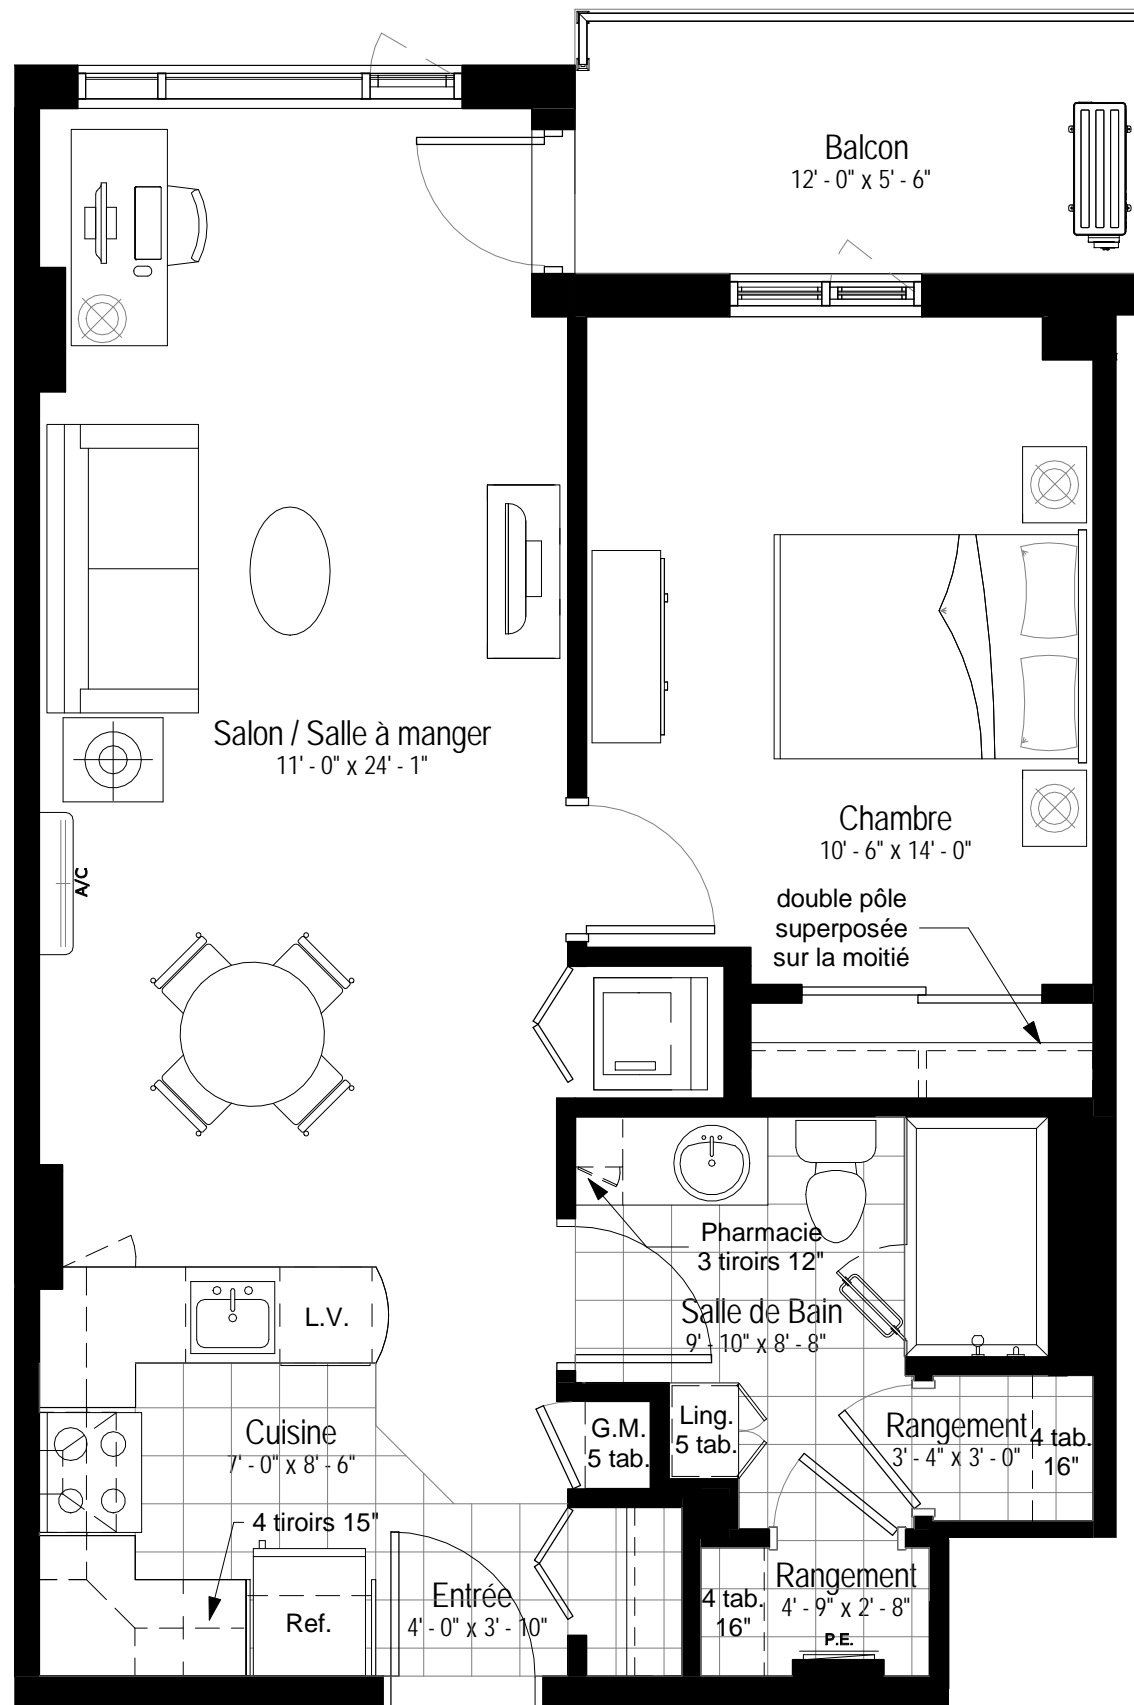 Balcon
12' - 0" x 5' - 6"
Salon / Salle à manger
11' - 0" x 24' - 1"
Chambre
10' - 6" x 14' - 0"
A/C
double pôle
superposée
sur la moitié
Pharmacie
3 tiroirs 12"
Salle de Bain
9' - 10" x 8' - 8"
L.V.
Cuisine
7' - 0" x 8' - 6"
G.M.
5 tab.
Ling.
5 tab.
Rangement
3' - 4" x 3' - 0"
4 tab.
16"
4 tiroirs 15"
Ref.
Entrée
4' - 0" x 3' - 10"
4 tab.
16"
Rangement
4' - 9" x 2' - 8"
P.E.